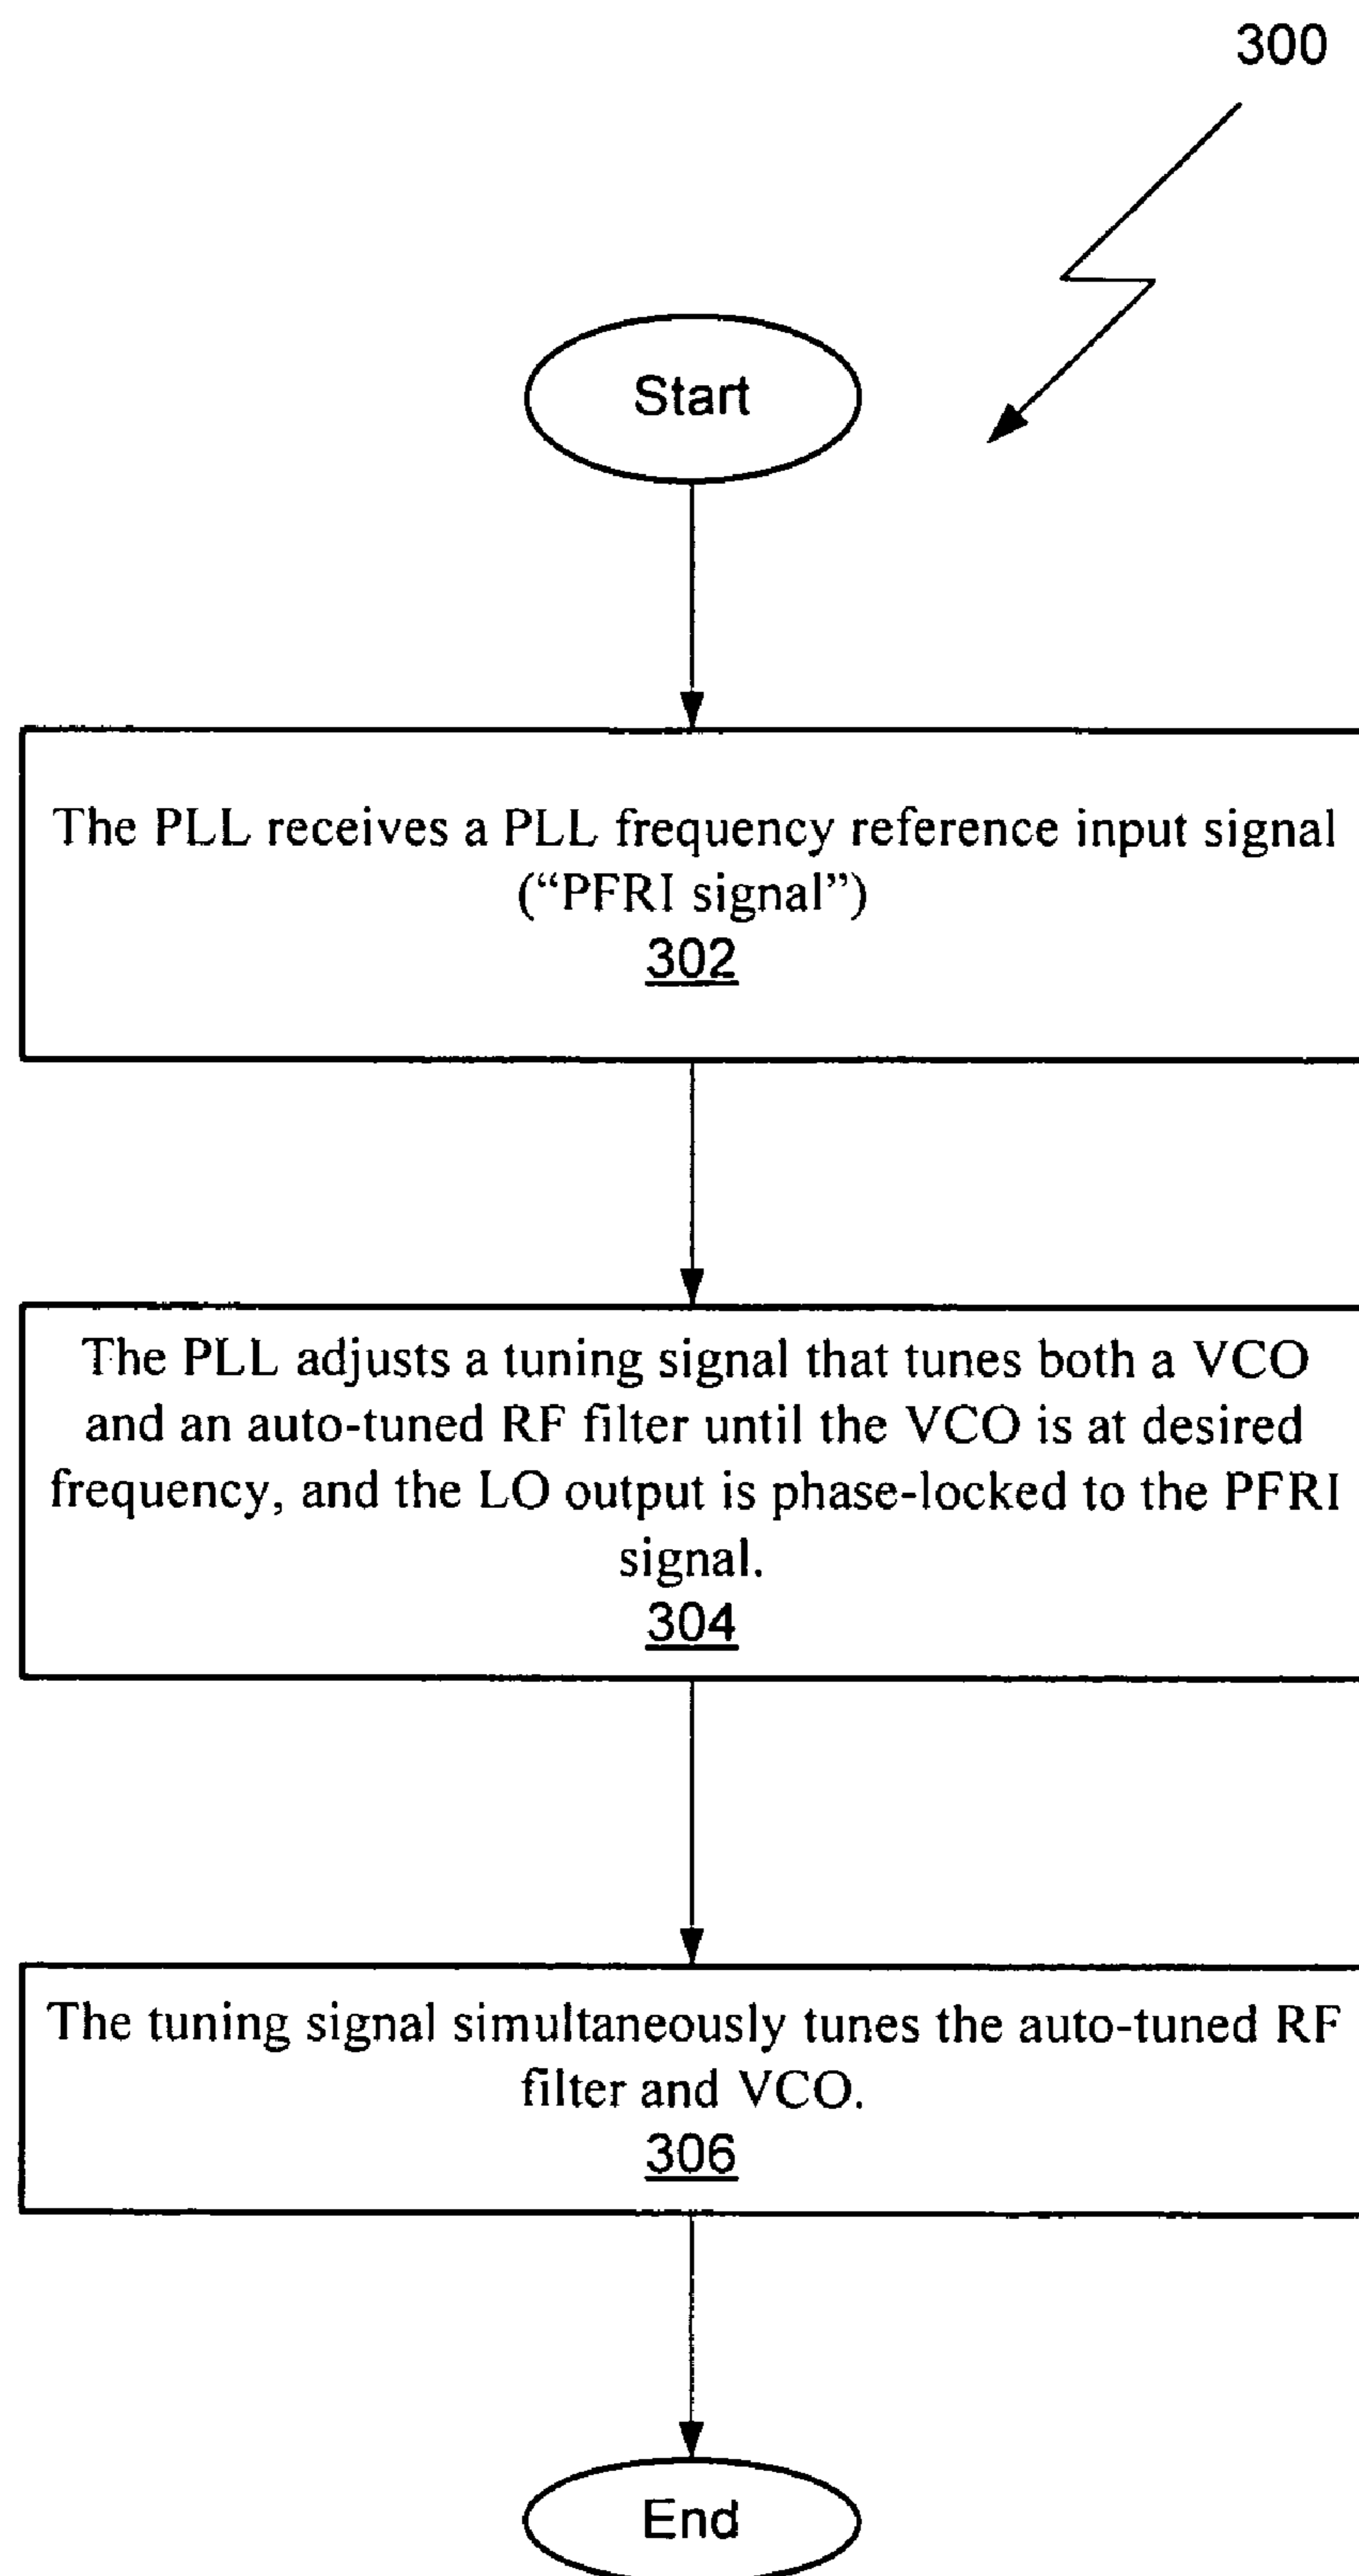 300
Start
The PLL receives a PLL frequency reference input signal
(“PFRI signal”)
302
The PLL adjusts a tuning signal that tunes both a VCO
and an auto-tuned RF filter until the VCO is at desired
frequency, and the LO output is phase-locked to the PFRI
signal.
304
The tuning signal simultaneously tunes the auto-tuned RF
filter and VCO.
306
End